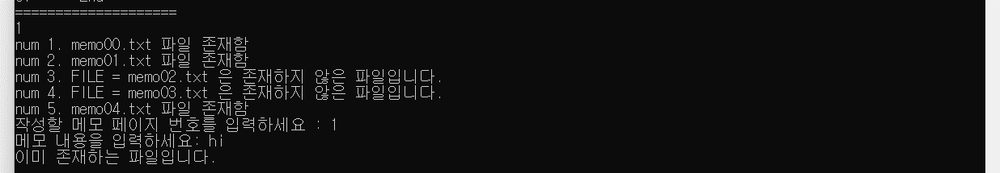 ====================
1
num 1. memo00.txt 파일 존재함
num 2. memo01.txt 파일 존재함
num 3. FILE = memo02.txt 은 존재하지 않은 파일입니다.
num 4. FILE = memo03.txt 은 존재하지 않은 파일입니다.
num 5. memo04.txt 파일 존재함
작성할 메모 페이지 번호를 입력하세요 : 1
메모 내용을 입력하세요: hi
이미 존재하는 파일입니다.